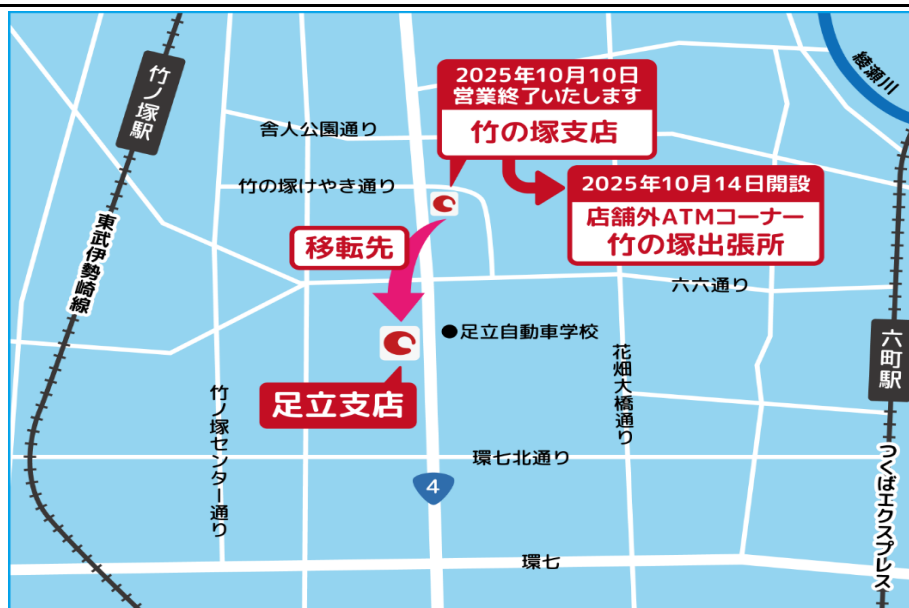 竹ノ塚駅
東武伊勢崎線
舎人公園通り
竹の塚けやき通り
2025年10月10日
営業終了いたします
竹の塚支店
2025年10月14日開設
店舗外ATMコーナー
竹の塚出張所
綾瀬川
移転先
六六通り
●足立自動車学校
足立支店
竹ノ塚センター通り
花畑大橋通り
六町駅
つくばエクスプレス
環七北通り
4
環七